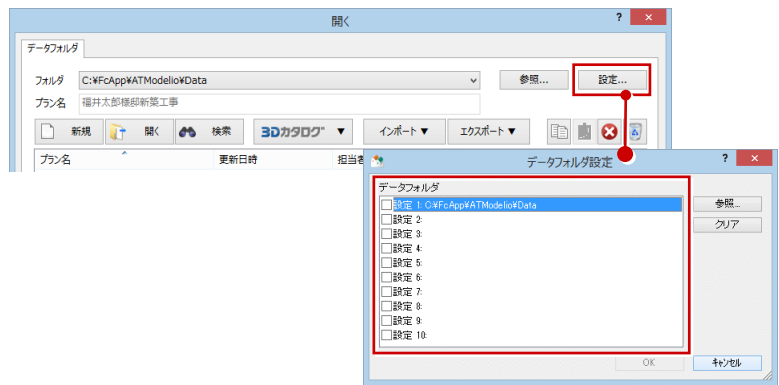 開く
? ×
データフォルダ
フォルダ C:¥FcApp¥ATModelio¥Data 参照... 設定...
プラン名 福井太郎様邸新築工事
新規 開く 検索 3Dカタログ ▼ インポート ▼ エクスポート ▼
プラン名 更新日時 担当者
データフォルダ設定
? ×
データフォルダ
設定 1: C:¥FcApp¥ATModelio¥Data
設定 2:
設定 3:
設定 4:
設定 5:
設定 6:
設定 7:
設定 8:
設定 9:
設定 10:
参照...
クリア
OK キャンセル